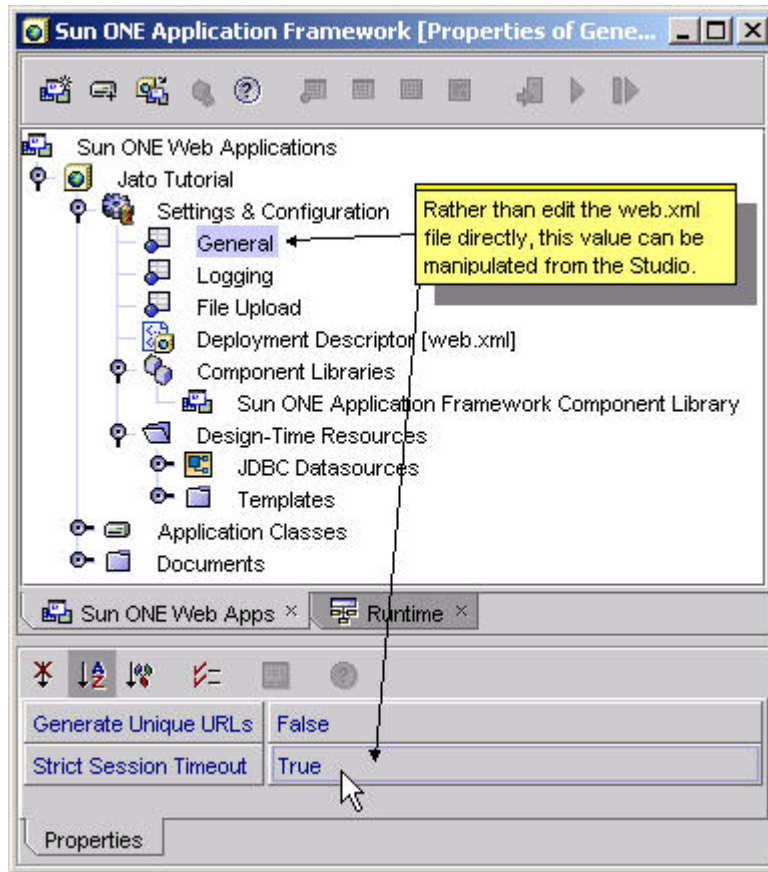 Sun ONE Application Framework [Properties of Gene...
Sun ONE Web Applications
Jato Tutorial
Settings & Configuration
General
Rather than edit the web.xml
file directly, this value can be
manipulated from the Studio.
Logging
File Upload
Deployment Descriptor [web.xml]
Component Libraries
Sun ONE Application Framework Component Library
Design-Time Resources
JDBC Datasources
Templates
Application Classes
Documents
Sun ONE Web Apps × Runtime ×
Generate Unique URLs False
Strict Session Timeout True
Properties